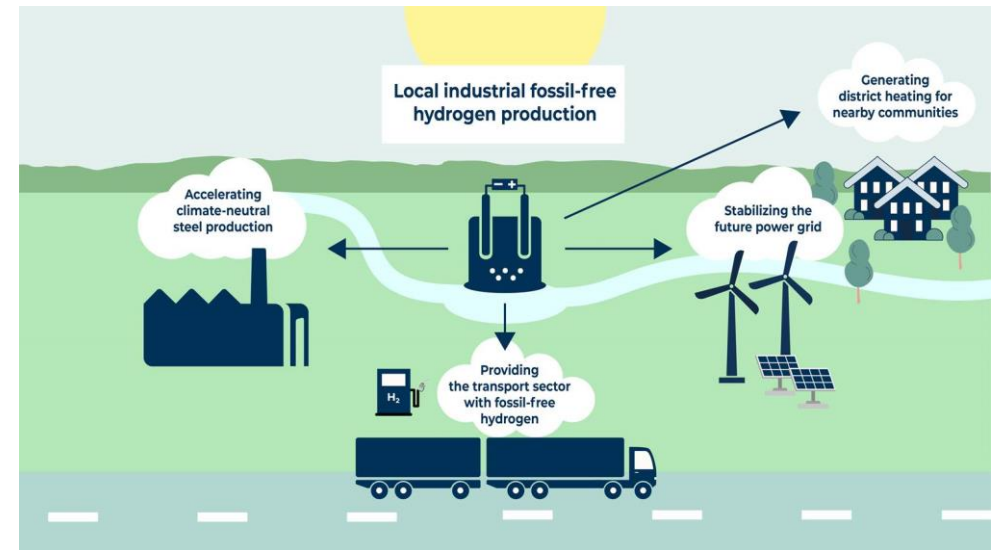 Local industrial fossil-free
hydrogen production
Generating
district heating for
nearby communities
Accelerating
climate-neutral
steel production
Stabilizing the
future power grid
Providing
the transport sector
with fossil-free
hydrogen
H₂